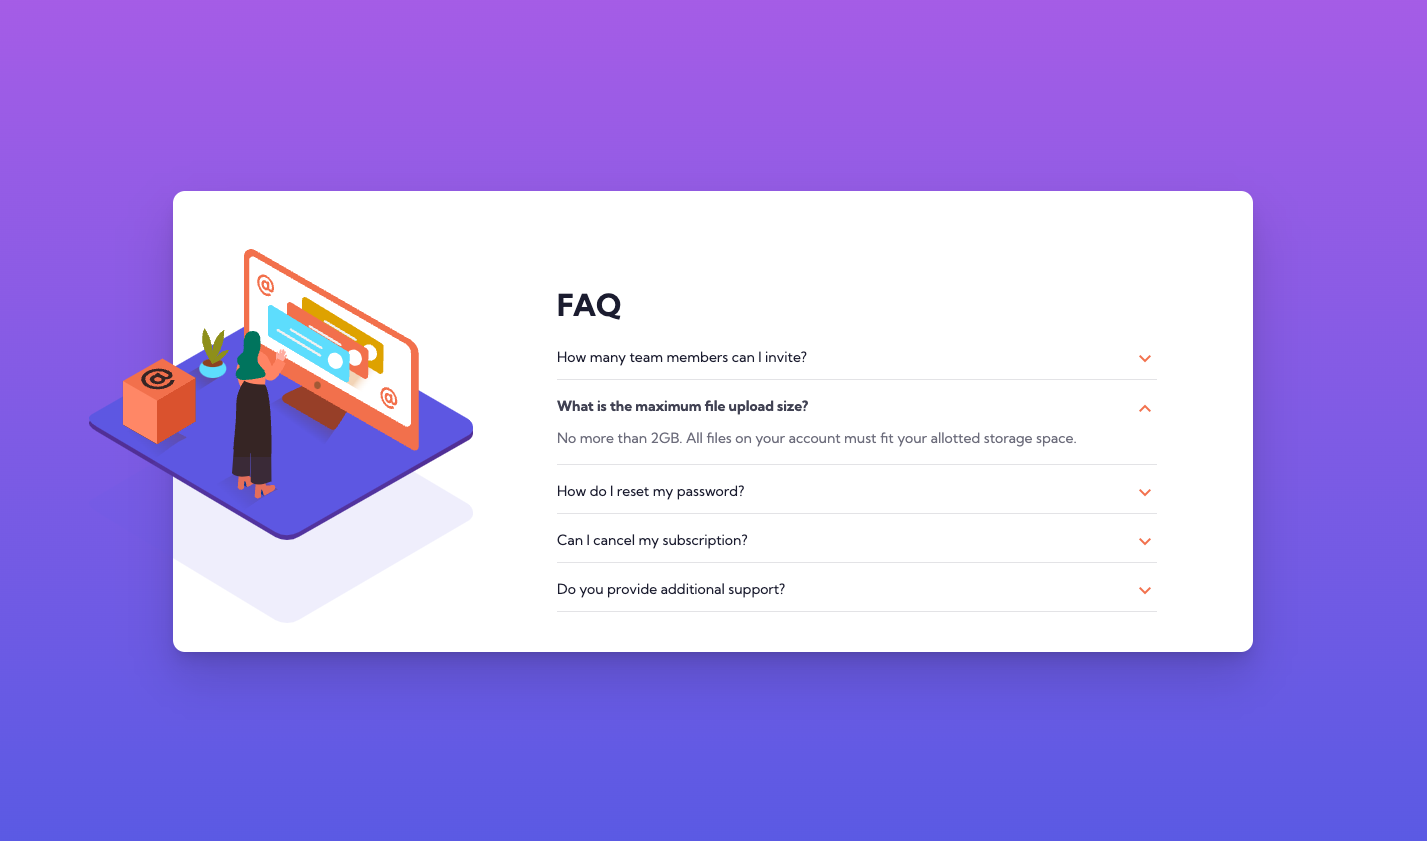 @
@
@
FAQ
How many team members can I invite?
What is the maximum file upload size?
No more than 2GB. All files on your account must fit your allotted storage space.
How do I reset my password?
Can I cancel my subscription?
Do you provide additional support?